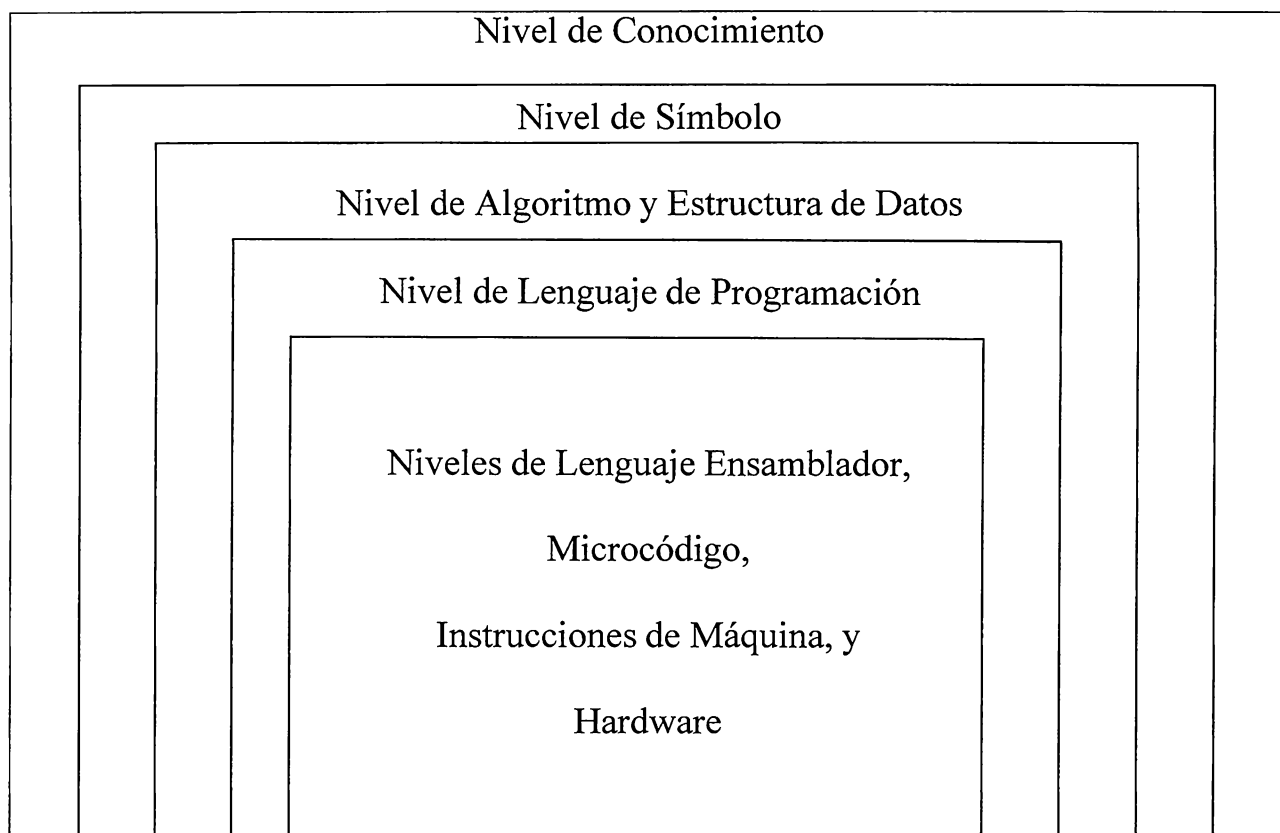 Nivel de Conocimiento
Nivel de Símbolo
Nivel de Algoritmo y Estructura de Datos
Nivel de Lenguaje de Programación
Niveles de Lenguaje Ensamblador,
Microcódigo,
Instrucciones de Máquina, y
Hardware